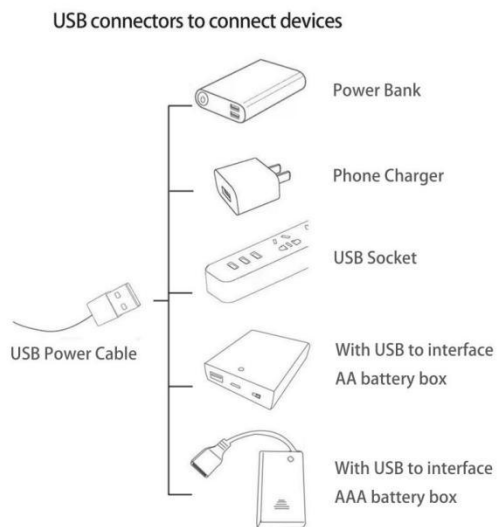 USB connectors to connect devices
Power Bank
Phone Charger
USB Socket
USB Power Cable
With USB to interface
AA battery box
With USB to interface
AAA battery box